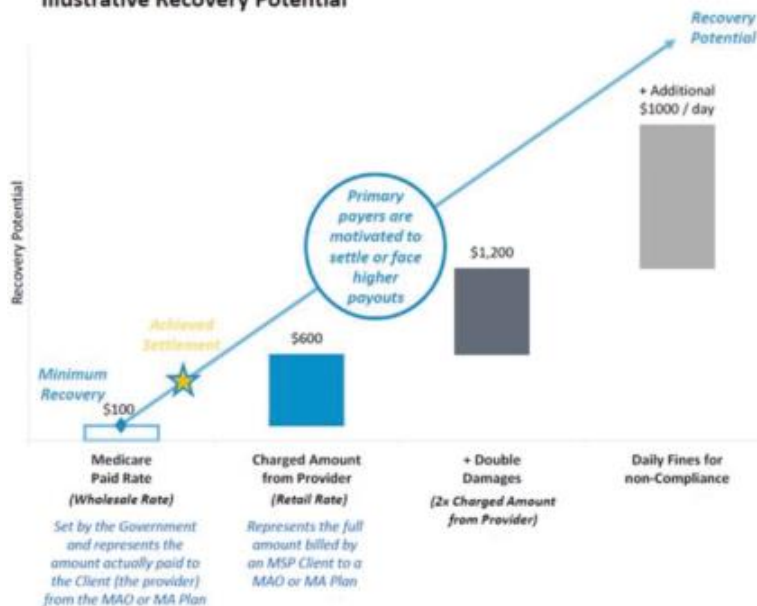 Illustrative Recovery Potential
Recovery
Potential
+ Additional
$1000 / day
Primary
payers are
motivated to
settle or face
higher
payouts
$1,200
Recovery Potential
Achieved
Settlement
$600
Minimum
Recovery
$100
Medicare
Paid Rate
(Wholesale Rate)
Set by the Government
and represents the
amount actually paid to
the Client (the provider)
from the MAO or MA Plan
Charged Amount
from Provider
(Retail Rate)
Represents the full
amount billed by
an MSP Client to a
MAO or MA Plan
+ Double
Damages
(2x Charged Amount
from Provider)
Daily Fines for
non-Compliance